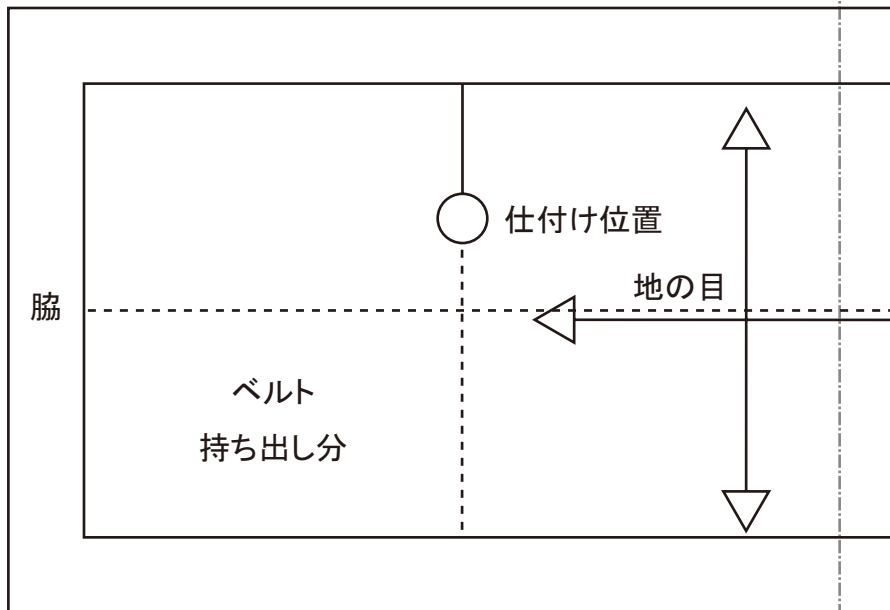 仕付け位置
地の目
脇
ベルト
持ち出し分